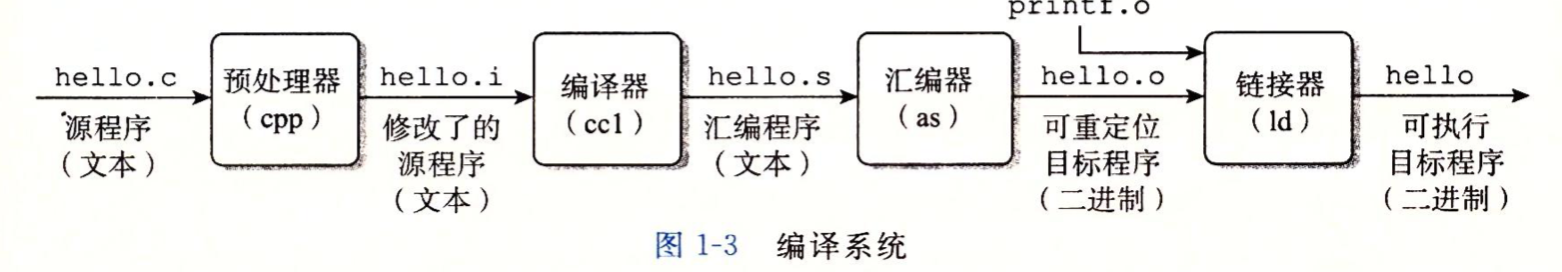 printf.o
hello.c
预处理器
(cpp)
hello.i
编译器
(cc1)
hello.s
汇编器
(as)
hello.o
链接器
(ld)
hello
源程序
(文本)
修改了的
源程序
(文本)
汇编程序
(文本)
可重定位
目标程序
(二进制)
可执行
目标程序
(二进制)
图 1-3 编译系统